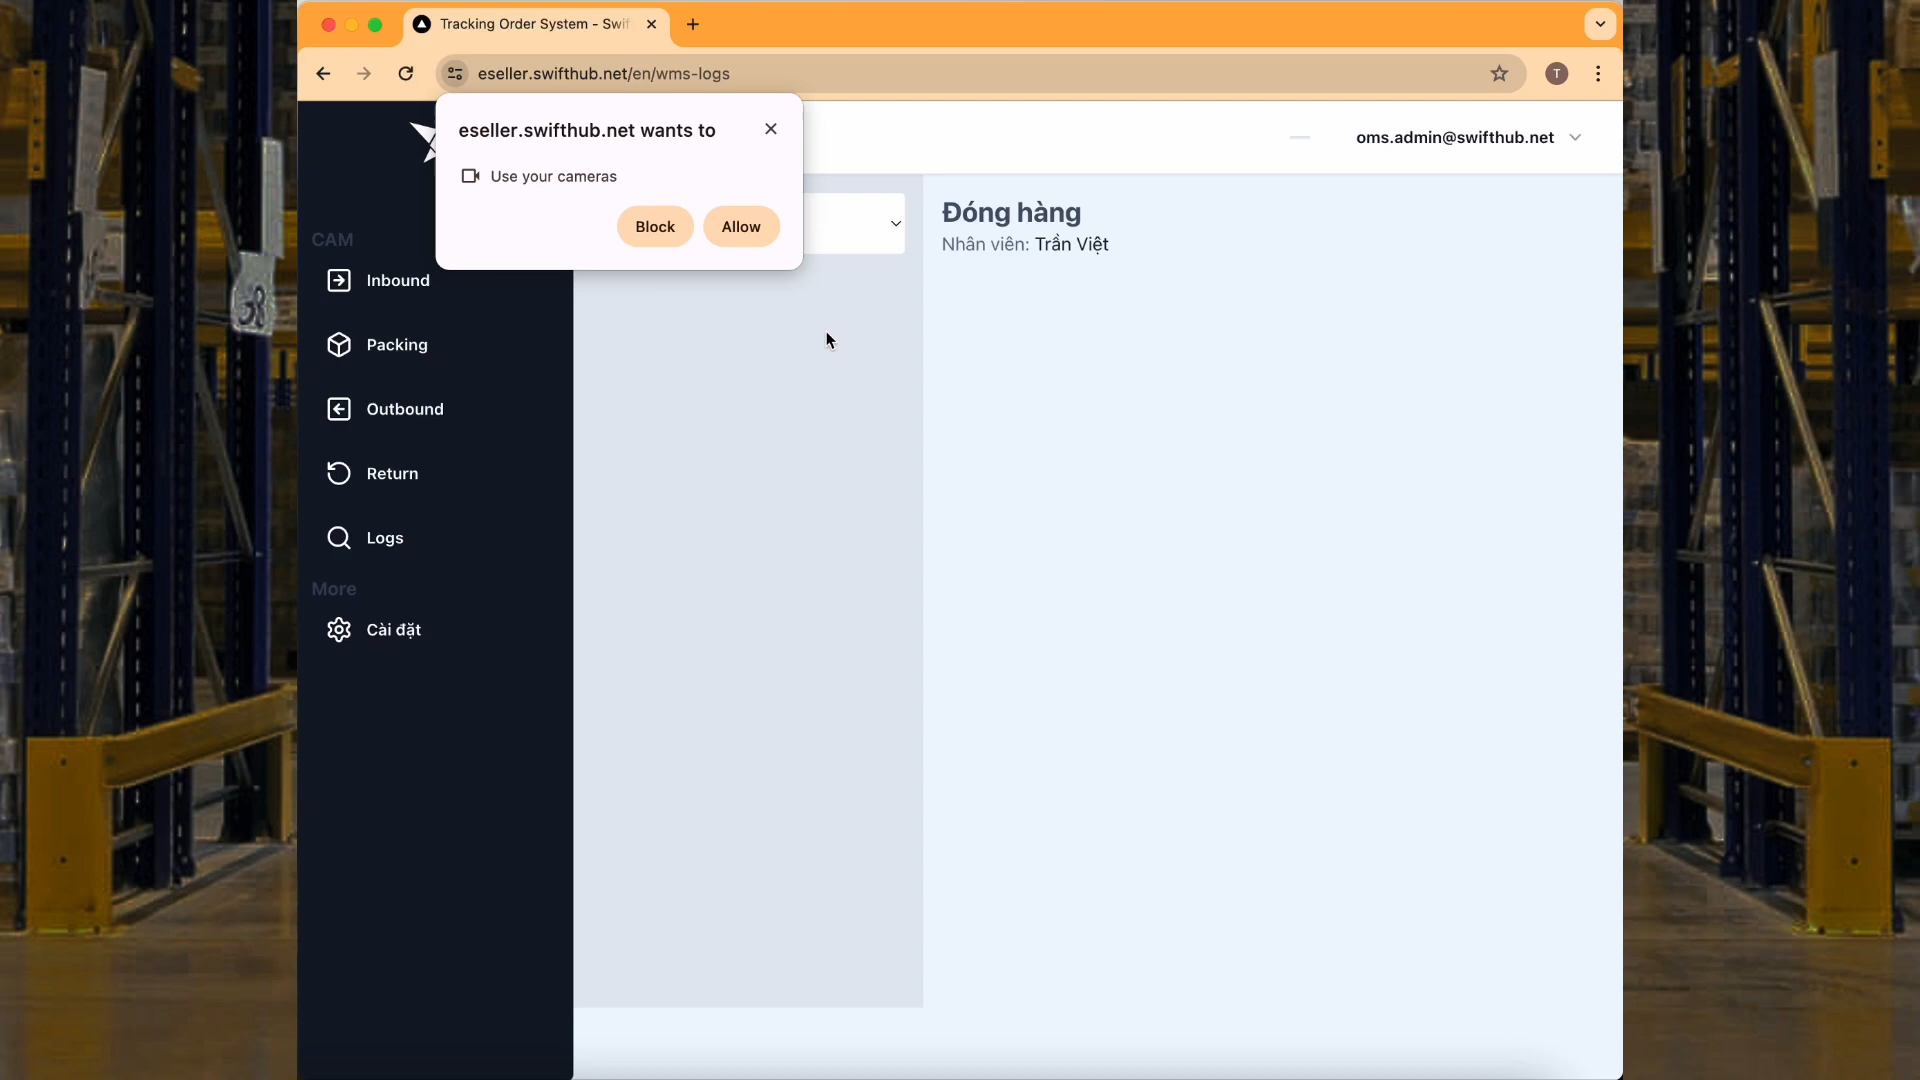 Tracking Order System - Swif
eseller.swifthub.net/en/wms-logs
T
eseller.swifthub.net wants to
Use your cameras
Block
Allow
oms.admin@swifthub.net
CAM
Inbound
Packing
Outbound
Return
Logs
More
Cài đặt
Đóng hàng
Nhân viên: Trần Việt
68